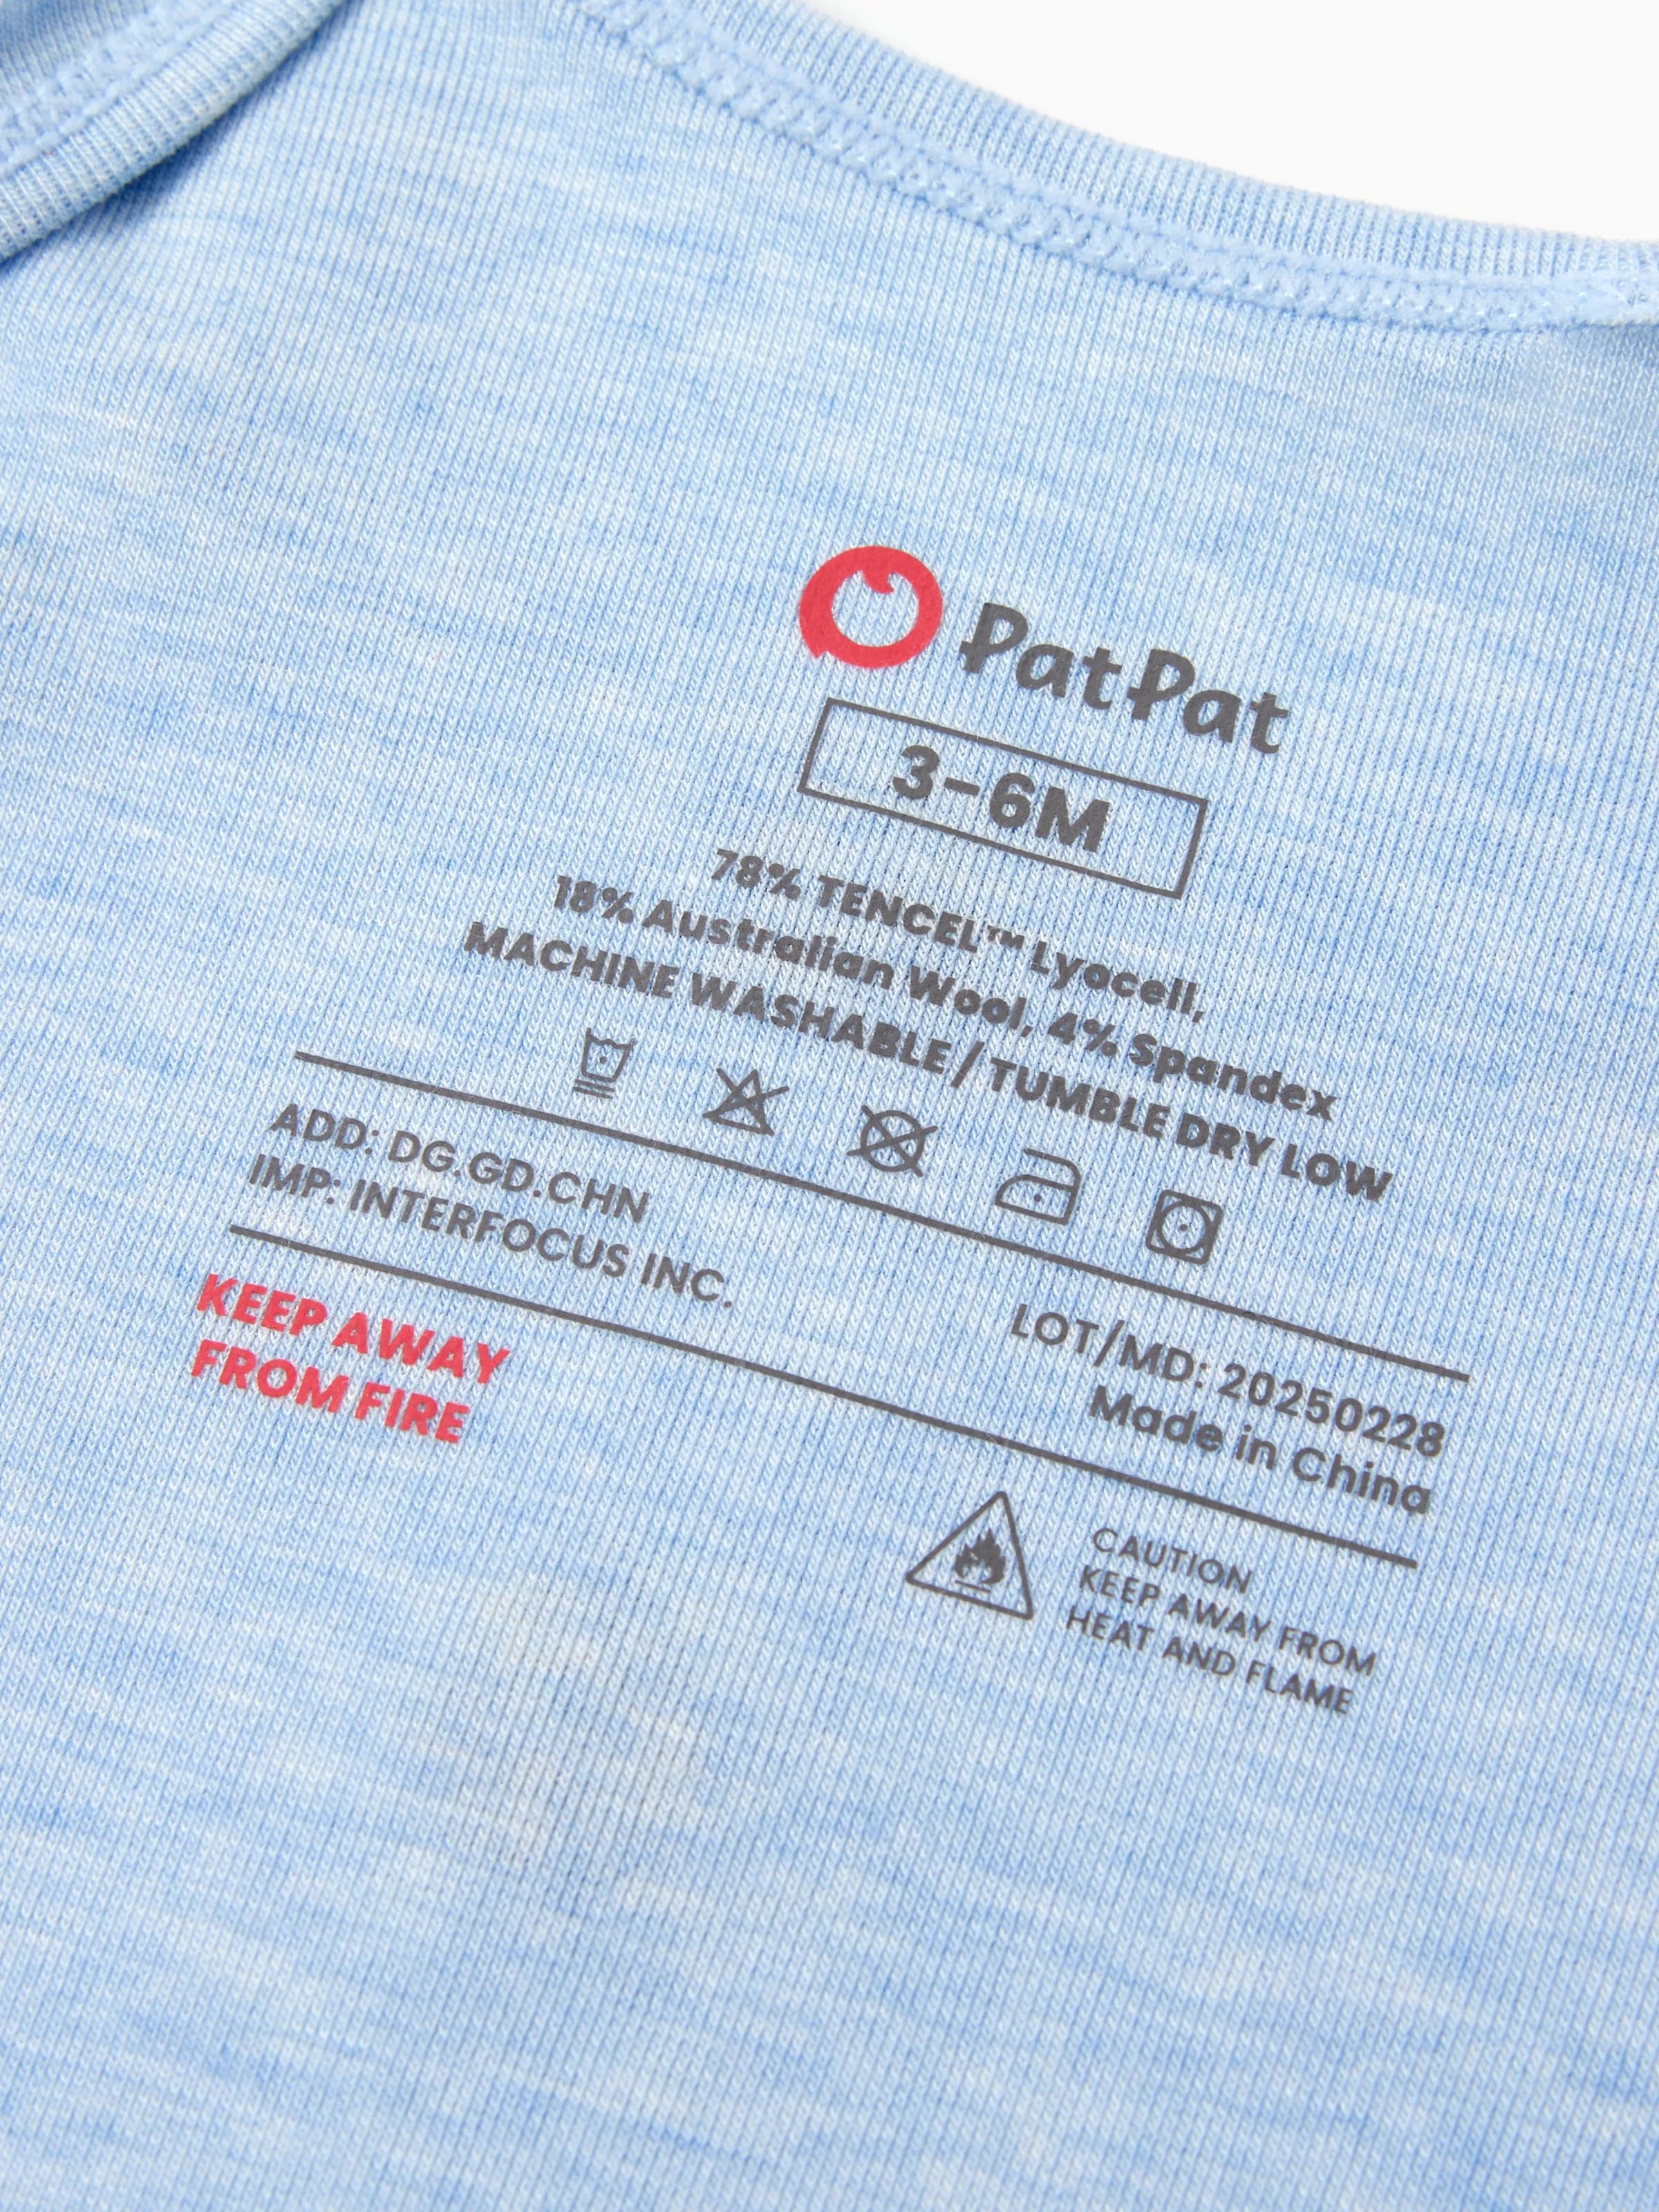 PatPat
3-6M
78% TENCEL™ Lyocell,
18% Australian Wool, 4% Spandex
MACHINE WASHABLE / TUMBLE DRY LOW
ADD: DG.GD.CHN
IMP: INTERFOCUS INC.
LOT/MD: 20250228
Made in China
KEEP AWAY
FROM FIRE
CAUTION
KEEP AWAY FROM
HEAT AND FLAME